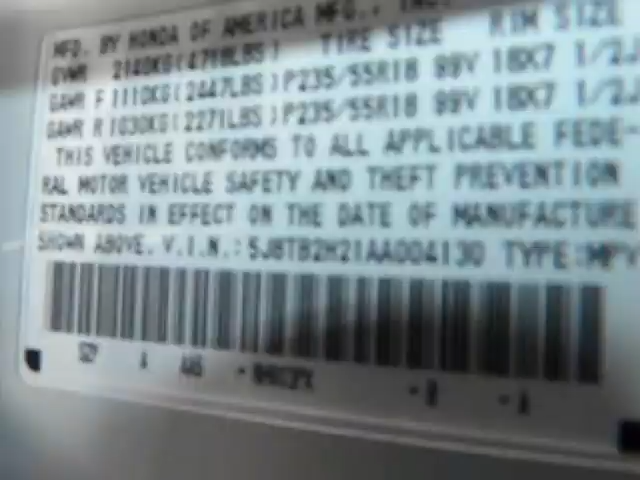 MFD. BY HONDA OF AMERICA MFG., INC.
GVWR 2140KG(4718LBS) TIRE SIZE RIM SIZE
GAWR F 1110KG(2447LBS)P235/55R18 99V 18X7 1/2J
GAWR R 1030KG(2271LBS)P235/55R18 99V 18X7 1/2J
THIS VEHICLE CONFORMS TO ALL APPLICABLE FEDE-
RAL MOTOR VEHICLE SAFETY AND THEFT PREVENTION
STANDARDS IN EFFECT ON THE DATE OF MANUFACTURE
SHOWN ABOVE. V.I.N.:5J8TB2H21AA004130 TYPE:MPV